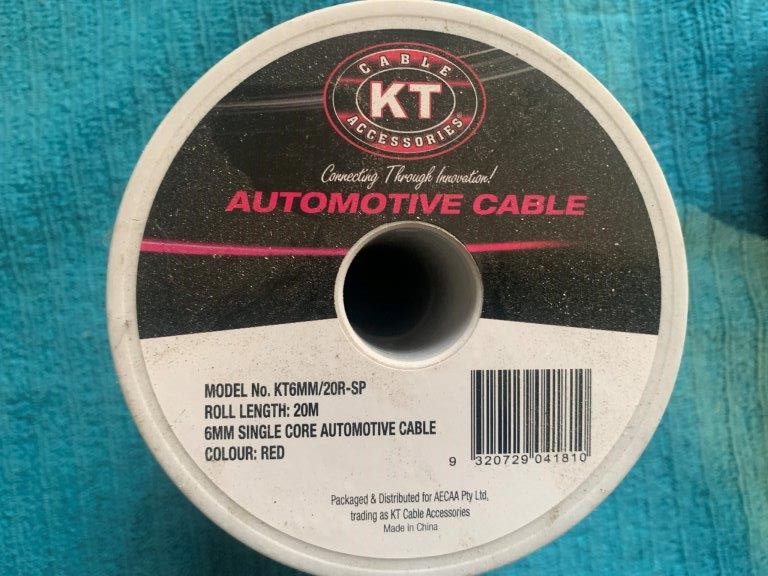 CABLE
KT
ACCESSORIES
Connecting Through Innovation!
AUTOMOTIVE CABLE
MODEL No. KT6MM/20R-SP
ROLL LENGTH: 20M
6MM SINGLE CORE AUTOMOTIVE CABLE
COLOUR: RED
9 320729 041810
Packaged & Distributed for AECAA Pty Ltd,
trading as KT Cable Accessories
Made in China